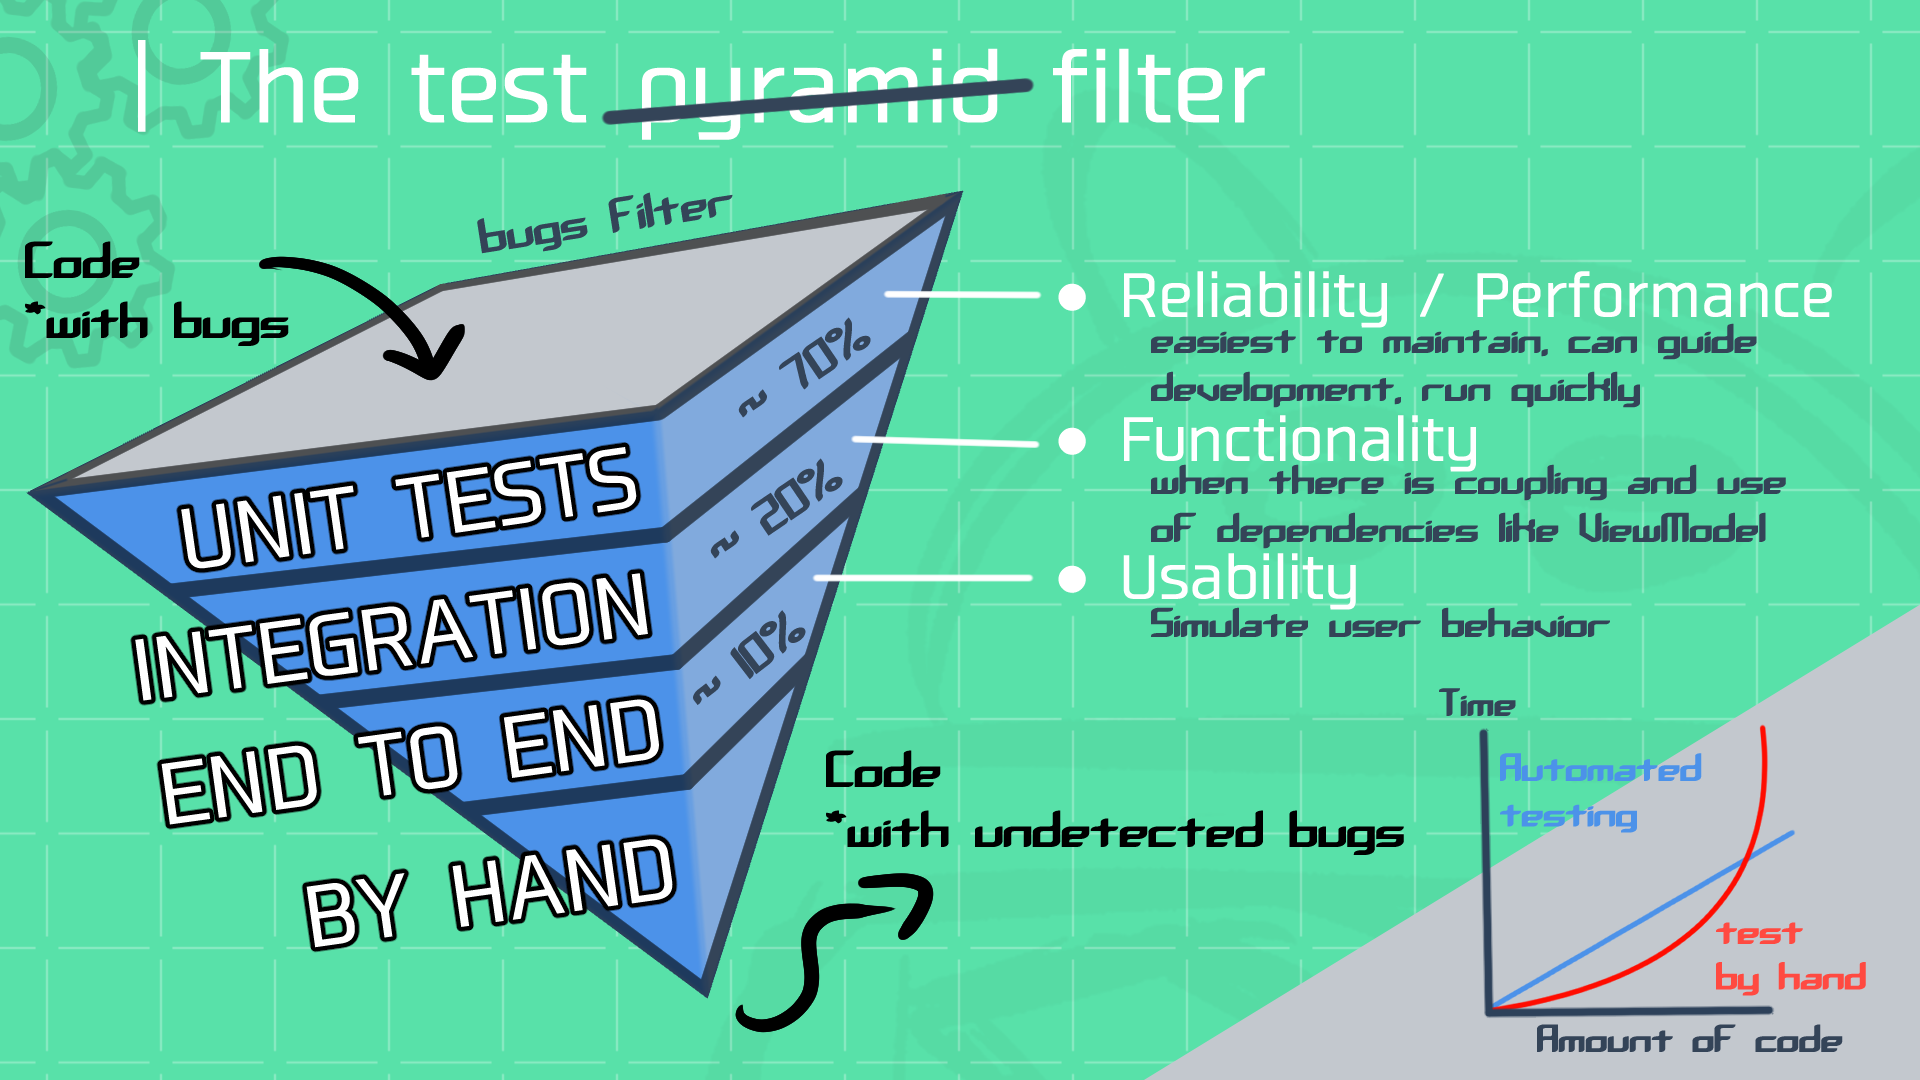 | The test pyramid filter
bugs Filter
Code
*with bugs
UNIT TESTS
INTEGRATION
END TO END
BY HAND
~ 70%
~ 20%
~ 10%
• Reliability / Performance
easiest to maintain, can guide
development, run quickly
• Functionality
when there is coupling and use
of dependencies like ViewModel
• Usability
Simulate user behavior
Code
*with undetected bugs
Time
Automated
testing
test
by hand
Amount of code